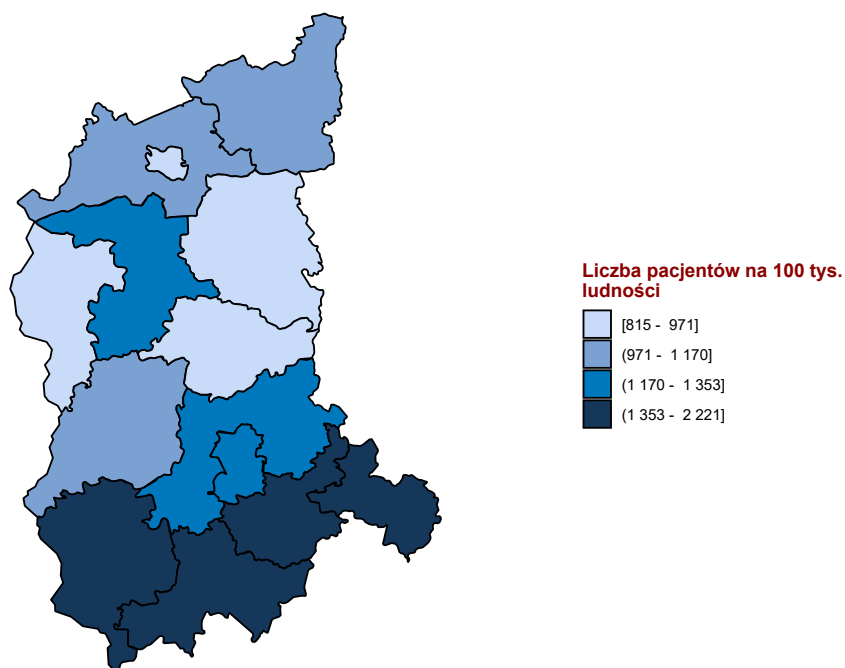 Liczba pacjentów na 100 tys.
ludności
[815 - 971]
(971 - 1 170]
(1 170 - 1 353]
(1 353 - 2 221]